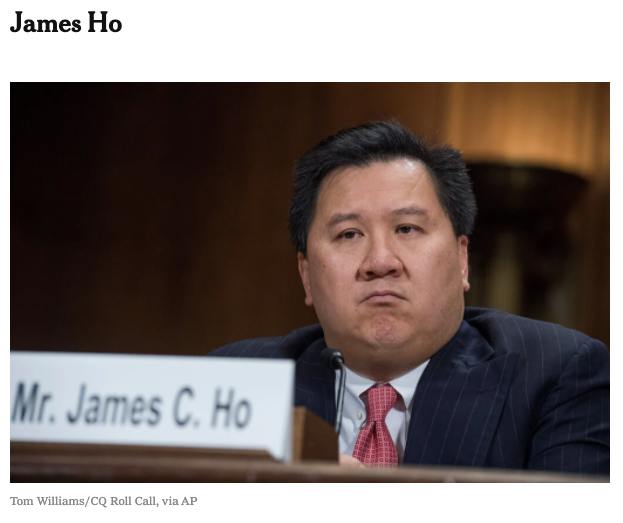 James Ho
Mr. James C. Ho
Tom Williams/CQ Roll Call, via AP